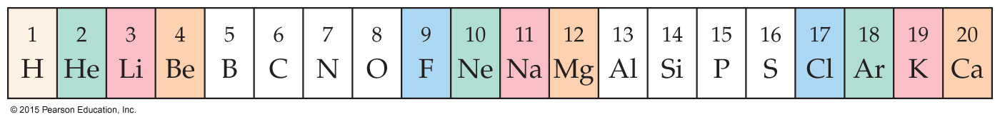 1 2 3 4 5 6 7 8 9 10 11 12 13 14 15 16 17 18 19 20
H He Li Be B C N O F Ne Na Mg Al Si P S Cl Ar K Ca
© 2015 Pearson Education, Inc.